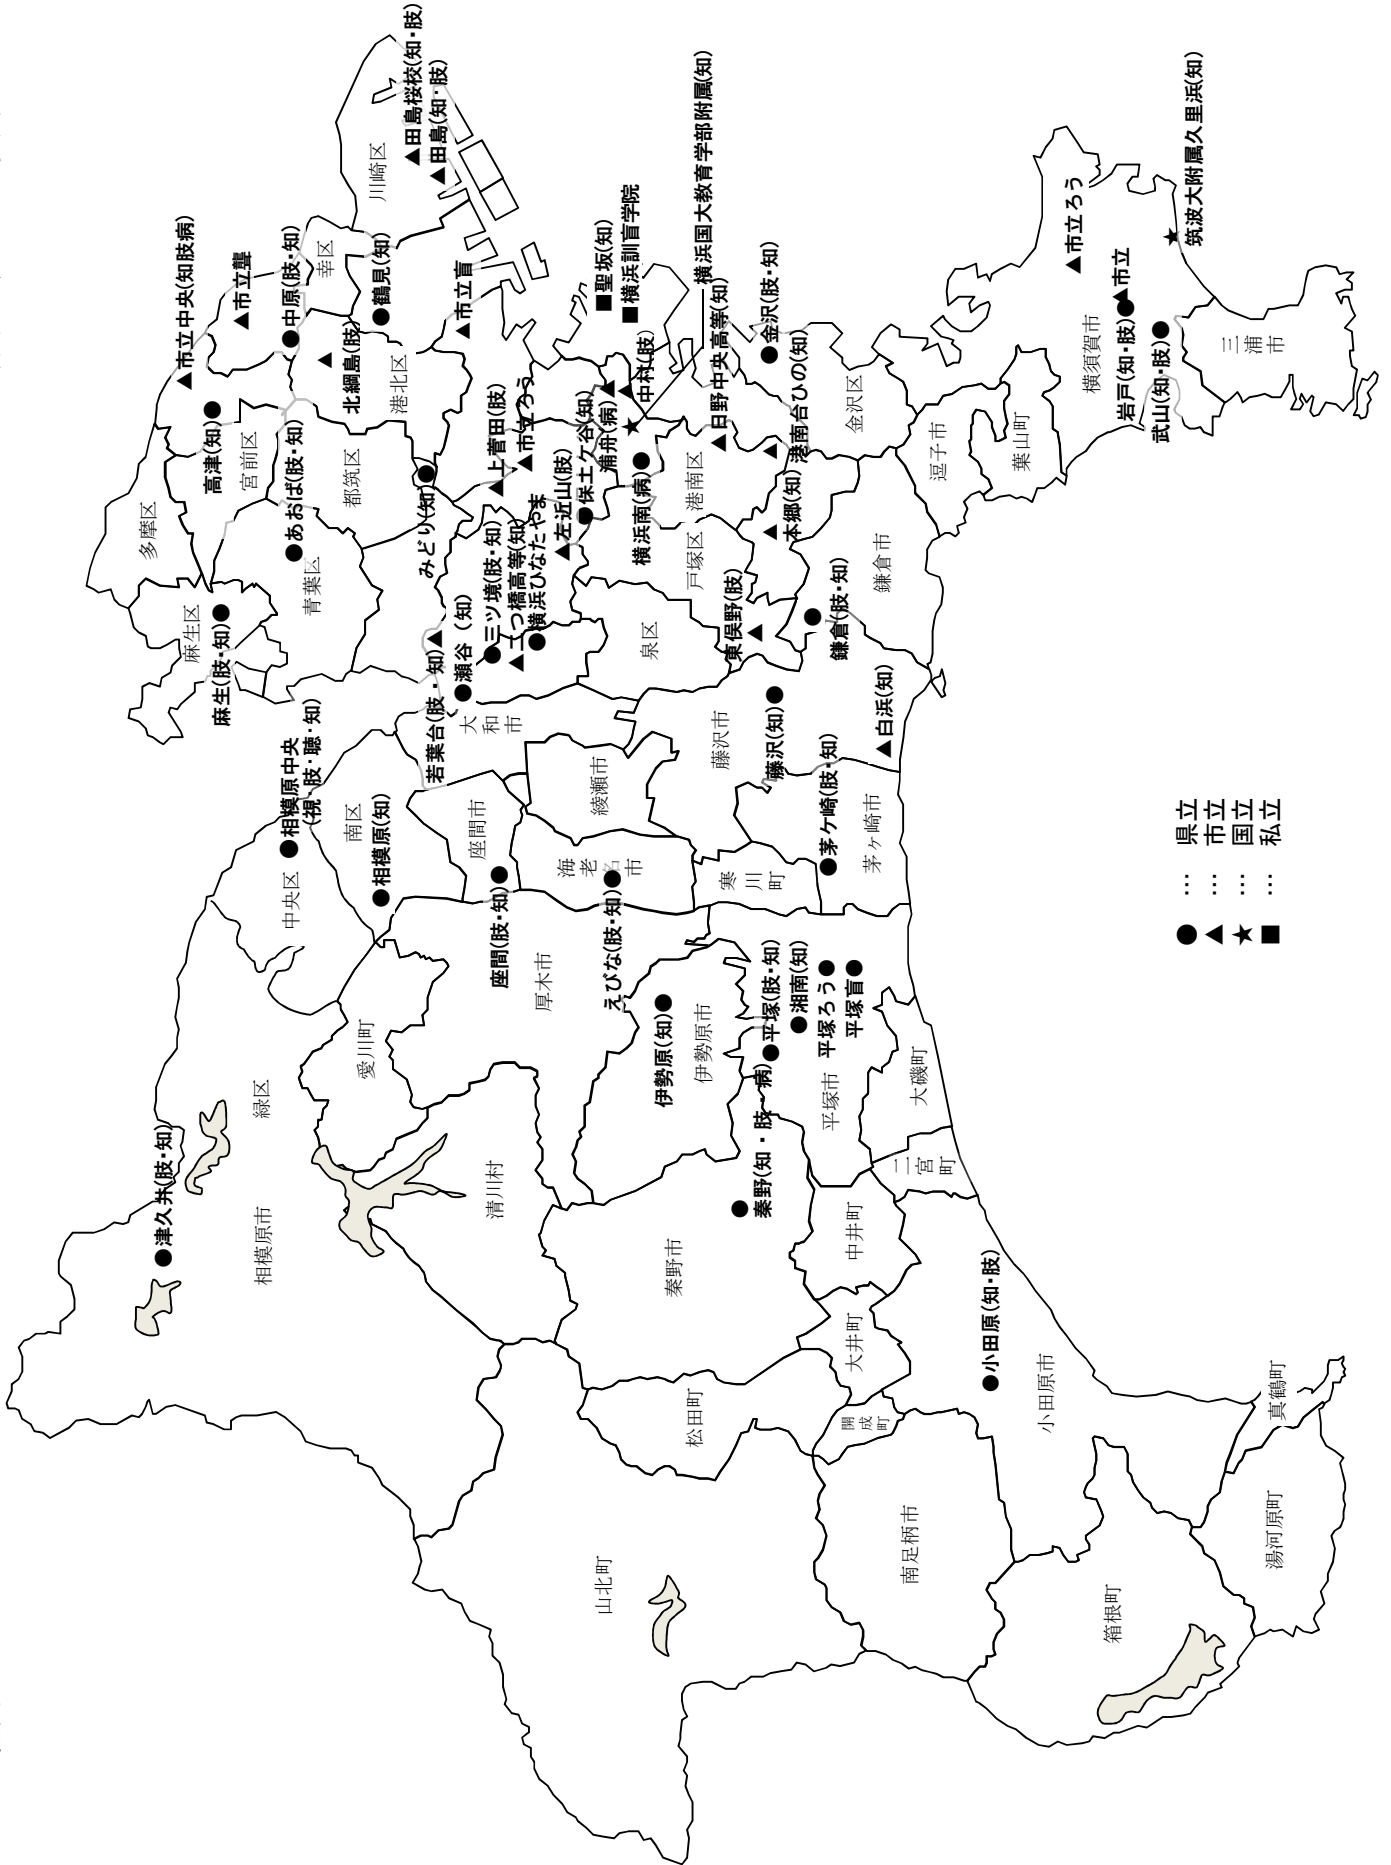 ▲市立中央(知肢病)
▲市立聾
●中原(肢・知)
幸区
川崎区
▲田島桜校(知・肢)
▲田島(知・肢)
●鶴見(知)
▲市立盲
■聖坂(知)
■横浜訓盲学院
横浜国大教育学部附属(知)
★
多摩区
高津(知)●
宮前区
麻生区
麻生(肢・知)●
●あおば(肢・知)
青葉区
都筑区
▲
北綱島(肢)
港北区
みどり(知)●
▲上菅田(肢)
▲市立ろう
▲左近山(肢)
●保土ケ谷(知)
浦舟(病)▲
▲
中村(肢)
若葉台(肢・知)▲
●瀬谷(知)
●三ツ境(肢・知)
▲二つ橋高等(知)
●横浜ひなたやま
横浜南(病)●
泉区
戸塚区
港南区
▲日野中央高等(知)
▲
港南台ひの(知)
●金沢(肢・知)
金沢区
▲
本郷(知)
東俣野(肢)▲
●
鎌倉(肢・知)
鎌倉市
逗子市
葉山町
横須賀市
▲市立ろう
岩戸(知・肢)●
▲市立
武山(知・肢)●
三浦市
★筑波大附属久里浜(知)
●相模原中央
(視・肢・聴・知)
中央区
南区
●相模原(知)
大和市
座間市
座間(肢・知)●
綾瀬市
海老名市
えびな(肢・知)●
藤沢市
藤沢(知)●
▲白浜(知)
寒川町
●茅ケ崎(肢・知)
茅ヶ崎市
●津久井(肢・知)
緑区
相模原市
愛川町
厚木市
清川村
伊勢原(知)●
伊勢原市
●平塚(肢・知)
●湘南(知)
平塚ろう●
平塚盲●
平塚市
大磯町
二宮町
●
秦野(知・肢・病)
秦野市
中井町
大井町
松田町
開成町
山北町
南足柄市
●小田原(知・肢)
小田原市
箱根町
真鶴町
湯河原町
● … 県立
▲ … 市立
★ … 国立
■ … 私立